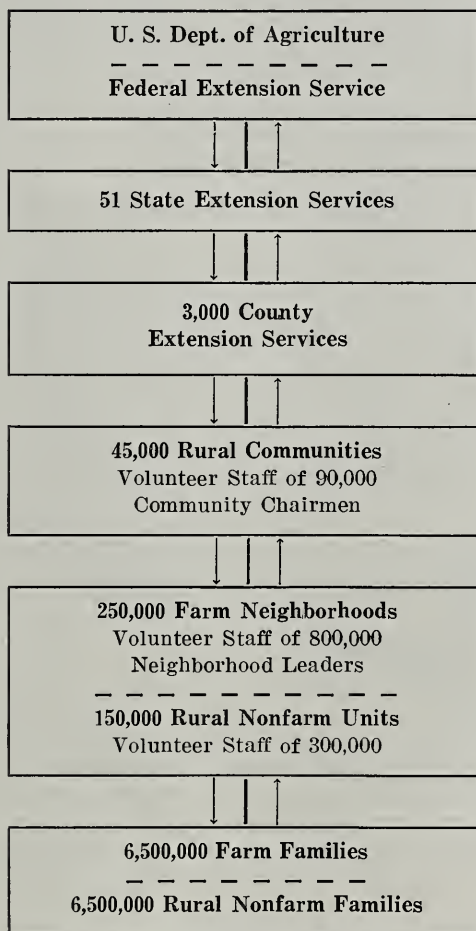 U. S. Dept. of Agriculture
Federal Extension Service
51 State Extension Services
3,000 County
Extension Services
45,000 Rural Communities
Volunteer Staff of 90,000
Community Chairmen
250,000 Farm Neighborhoods
Volunteer Staff of 800,000
Neighborhood Leaders
150,000 Rural Nonfarm Units
Volunteer Staff of 300,000
6,500,000 Farm Families
6,500,000 Rural Nonfarm Families